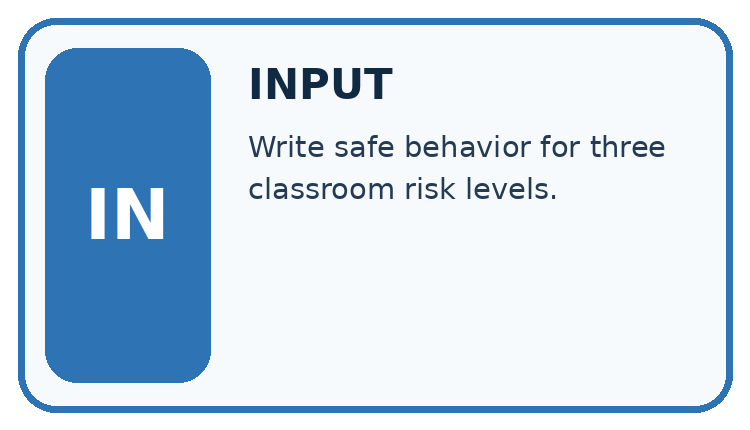 IN
INPUT
Write safe behavior for three
classroom risk levels.